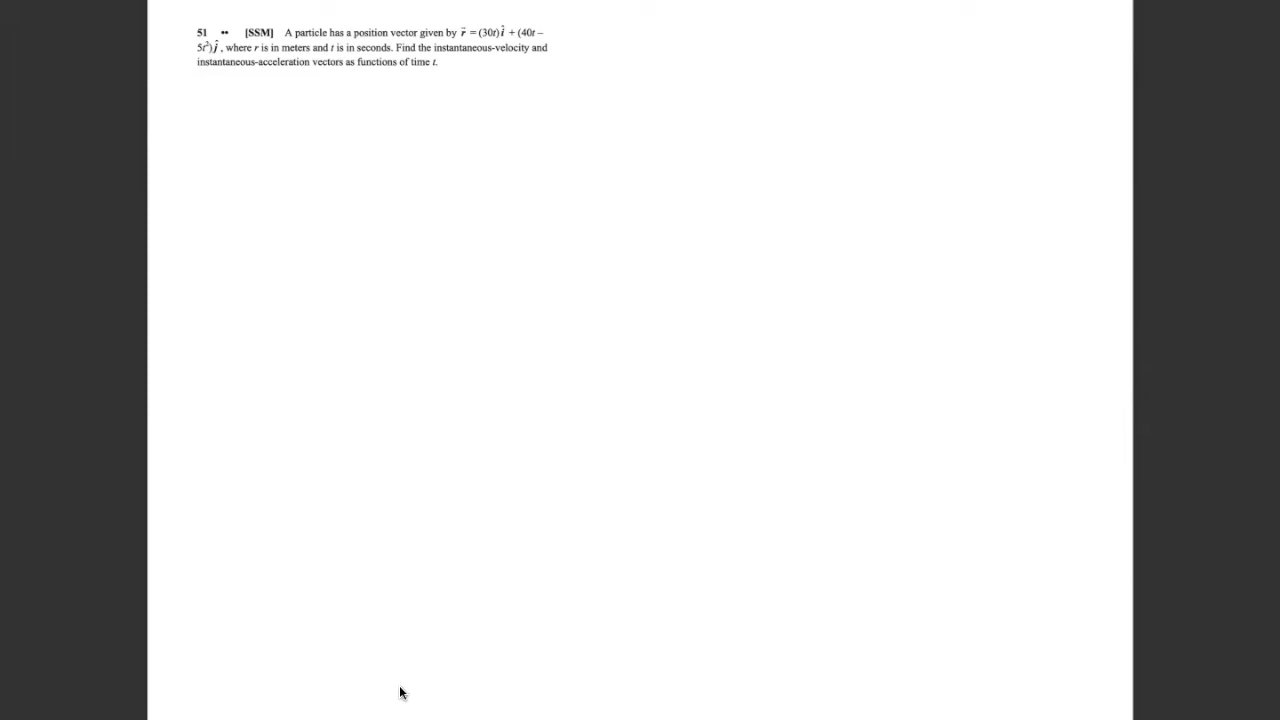 51 •• [SSM] A particle has a position vector given by r⃗ = (30t)î + (40t –
5t²)ĵ , where r is in meters and t is in seconds. Find the instantaneous-velocity and
instantaneous-acceleration vectors as functions of time t.